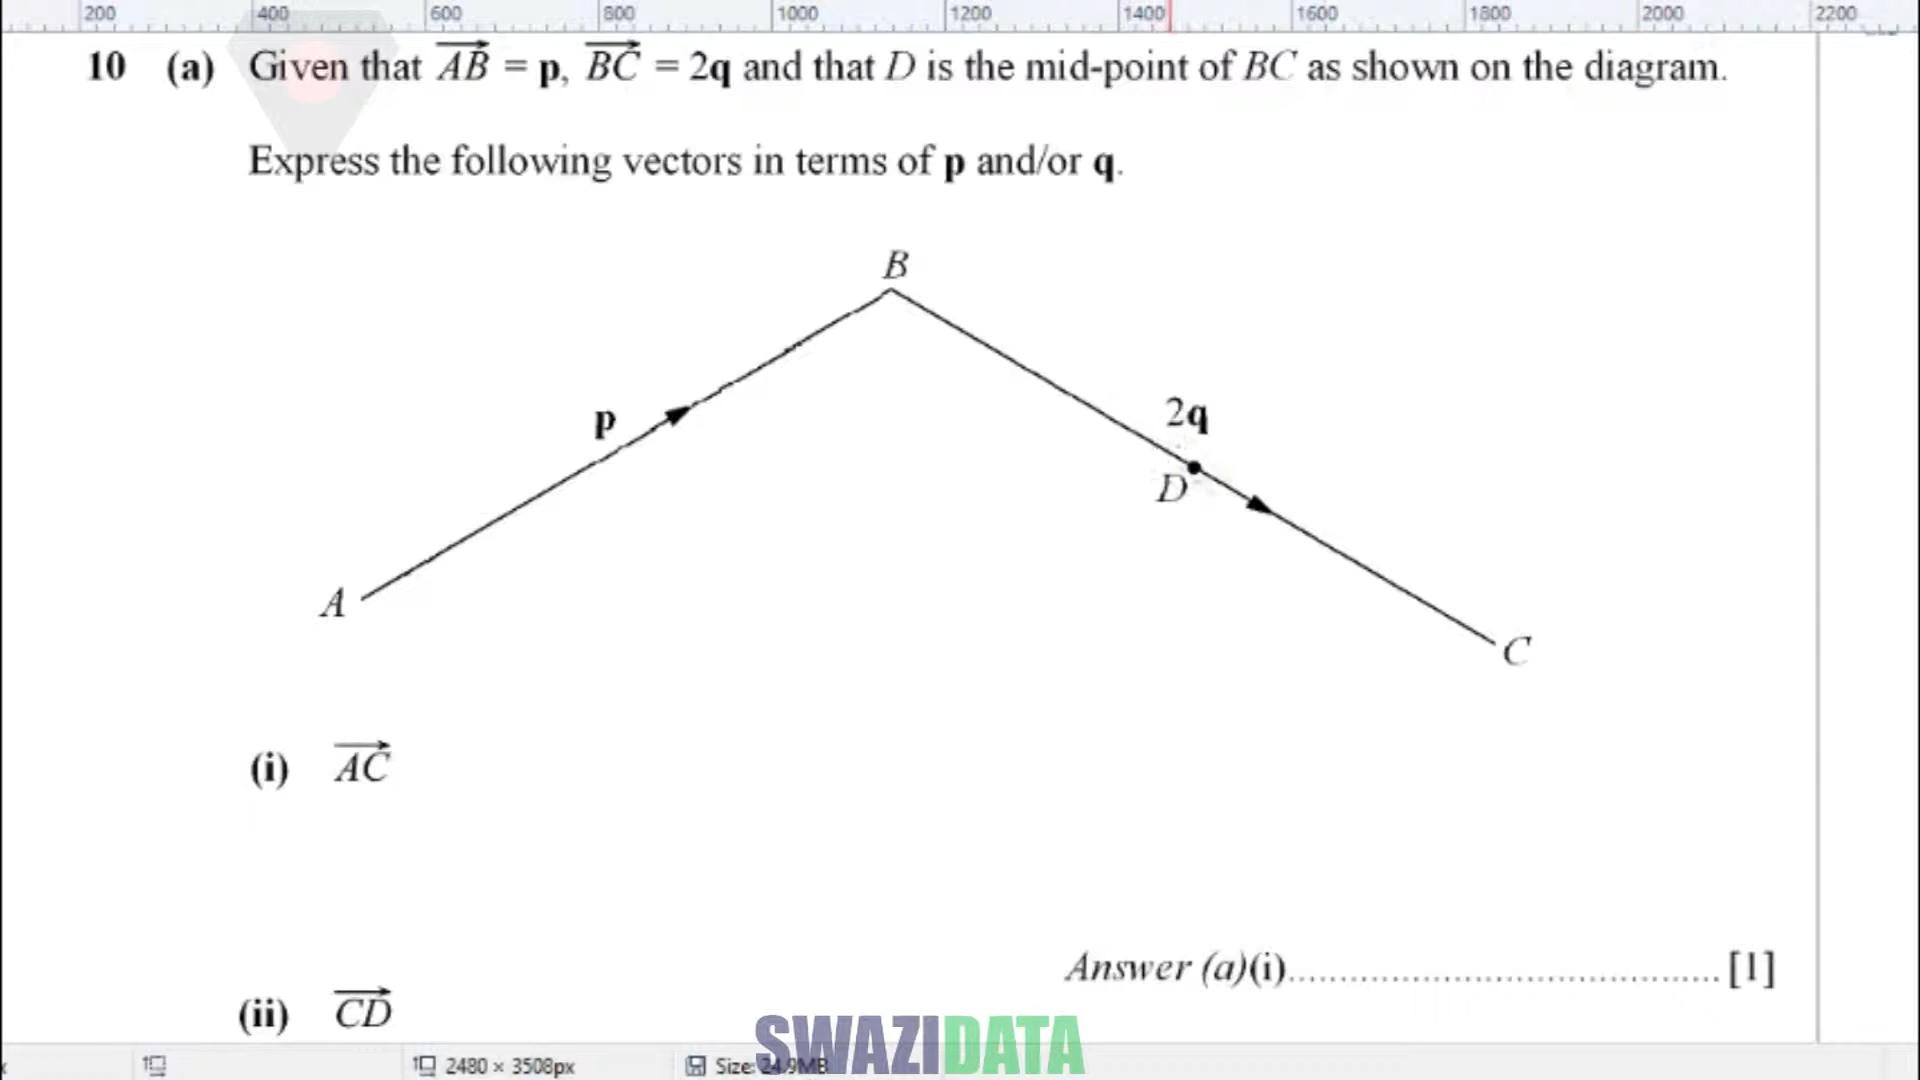 200 400 600 800 1000 1200 1400 1600 1800 2000 2200
10 (a) Given that AB = p, BC = 2q and that D is the mid-point of BC as shown on the diagram.
Express the following vectors in terms of p and/or q.
B
2q
p
D
A
C
(i) AC
Answer (a)(i)........................................[1]
(ii) CD
SWAZIDATA
2480 × 3508px Size: 24.9MB